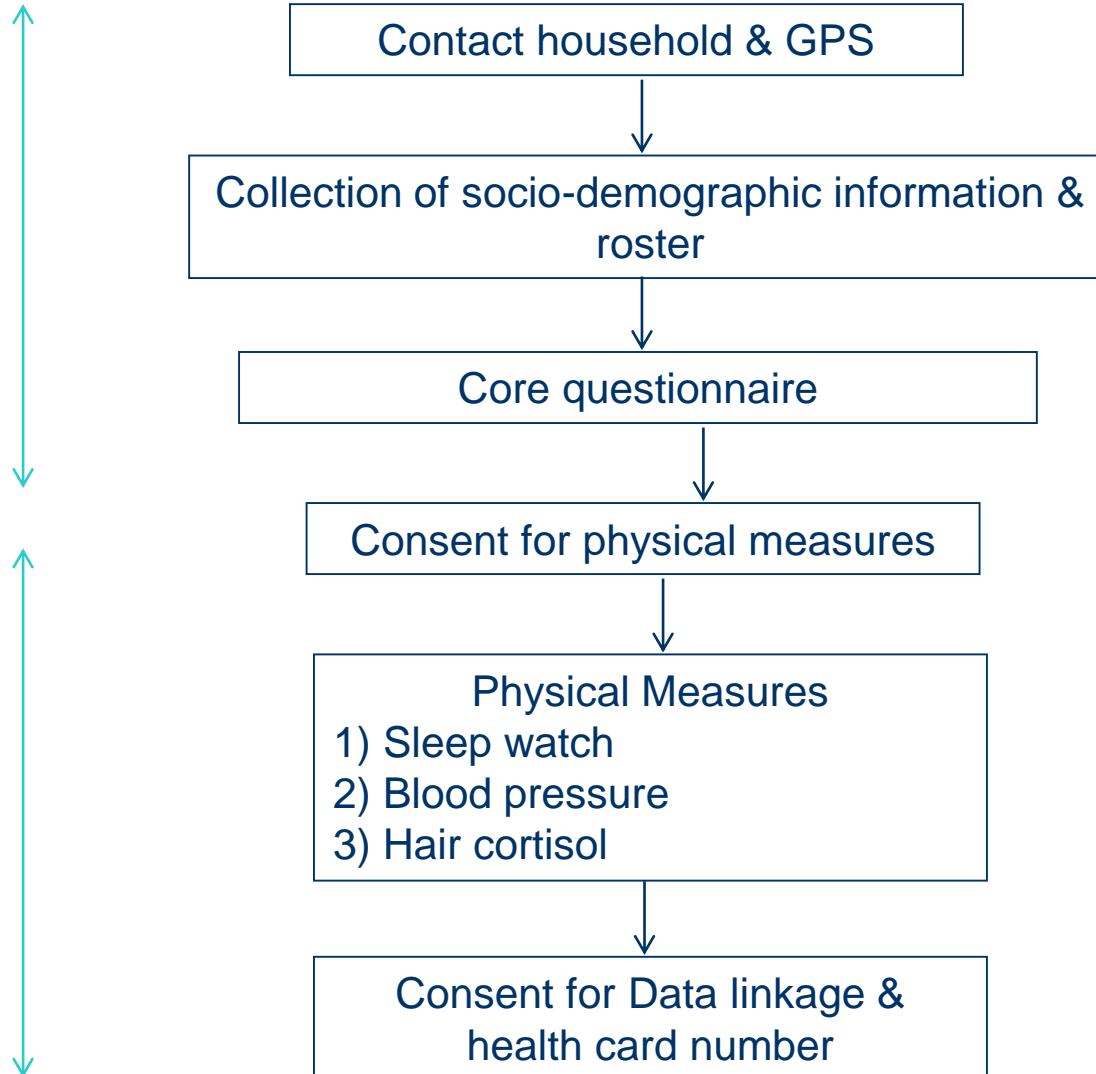 Contact household & GPS
Collection of socio-demographic information &
roster
Core questionnaire
Consent for physical measures
Physical Measures
1) Sleep watch
2) Blood pressure
3) Hair cortisol
Consent for Data linkage &
health card number